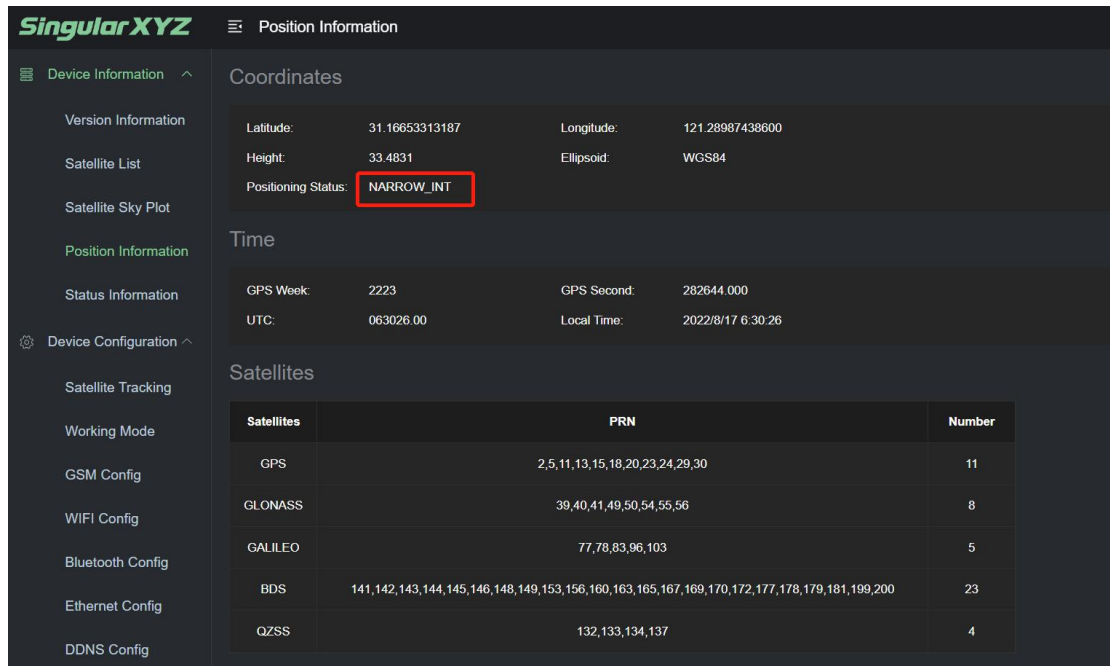 SingularXYZ
Position Information
Device Information
Version Information
Satellite List
Satellite Sky Plot
Position Information
Status Information
Device Configuration
Satellite Tracking
Working Mode
GSM Config
WIFI Config
Bluetooth Config
Ethernet Config
DDNS Config
Coordinates
Latitude: 31.16653313187 Longitude: 121.28987438600
Height: 33.4831 Ellipsoid: WGS84
Positioning Status: NARROW_INT
Time
GPS Week: 2223 GPS Second: 282644.000
UTC: 063026.00 Local Time: 2022/8/17 6:30:26
Satellites
Satellites PRN Number
GPS 2,5,11,13,15,18,20,23,24,29,30 11
GLONASS 39,40,41,49,50,54,55,56 8
GALILEO 77,78,83,96,103 5
BDS 141,142,143,144,145,146,148,149,153,156,160,163,165,167,169,170,172,177,178,179,181,199,200 23
QZSS 132,133,134,137 4